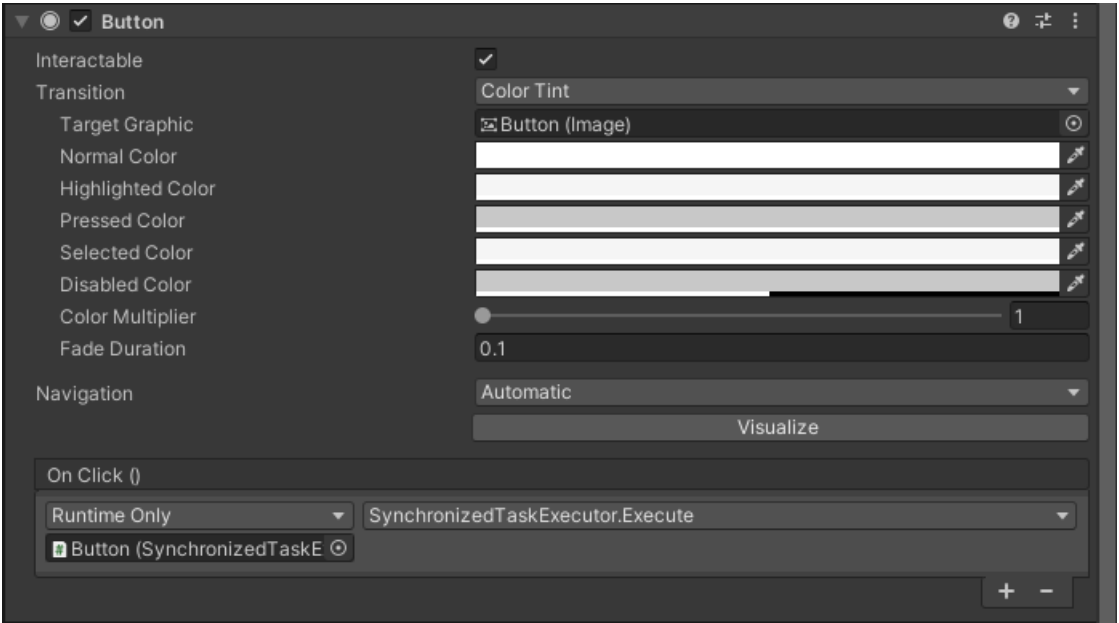 Button
Interactable
Transition Color Tint
Target Graphic Button (Image)
Normal Color
Highlighted Color
Pressed Color
Selected Color
Disabled Color
Color Multiplier 1
Fade Duration 0.1
Navigation Automatic
Visualize
On Click ()
Runtime Only SynchronizedTaskExecutor.Execute
Button (SynchronizedTaskE